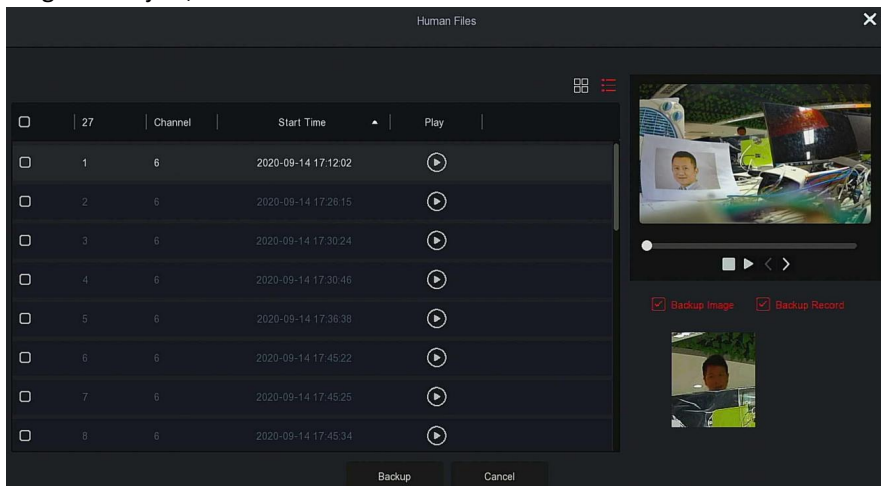 Human Files
27 Channel Start Time Play
1 6 2020-09-14 17:12:02
2 6 2020-09-14 17:26:15
3 6 2020-09-14 17:30:24
4 6 2020-09-14 17:30:46
5 6 2020-09-14 17:36:38
6 6 2020-09-14 17:45:22
7 6 2020-09-14 17:45:25
8 6 2020-09-14 17:45:34
Backup Image Backup Record
Backup Cancel